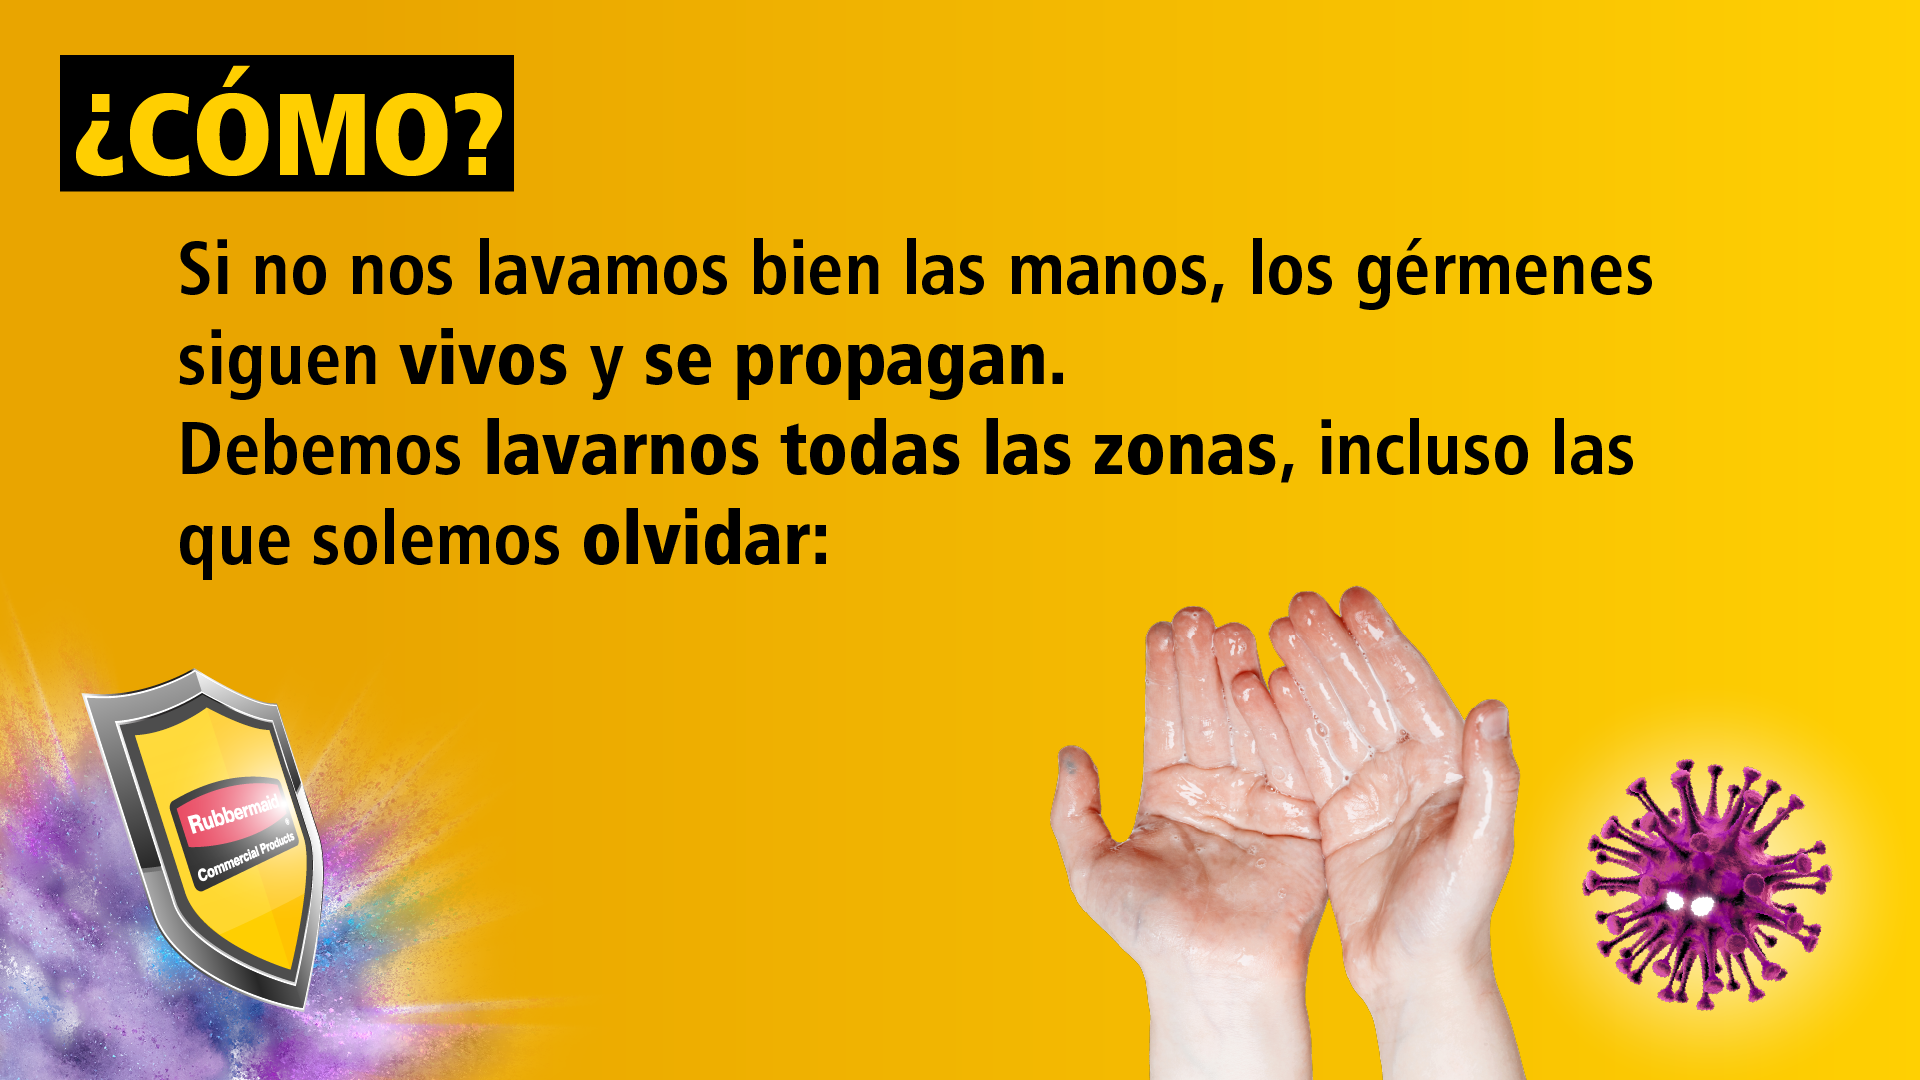 ¿CÓMO?
Si no nos lavamos bien las manos, los gérmenes
siguen vivos y se propagan.
Debemos lavarnos todas las zonas, incluso las
que solemos olvidar:
Rubbermaid
Commercial Products